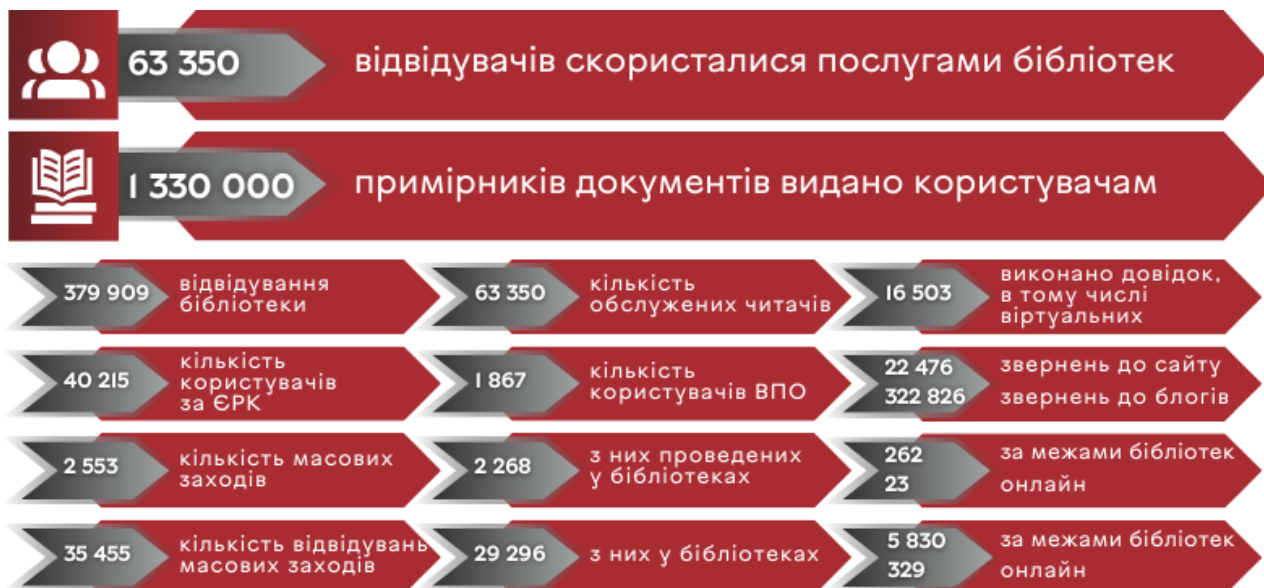 63 350
відвідувачів скористалися послугами бібліотек
1 330 000
примірників документів видано користувачам
379 909
відвідування
бібліотеки
63 350
кількість
обслужених читачів
16 503
виконано довідок,
в тому числі
віртуальних
40 215
кількість
користувачів
за ЄРК
1 867
кількість
користувачів ВПО
22 476
звернень до сайту
322 826
звернень до блогів
2 553
кількість масових
заходів
2 268
з них проведених
у бібліотеках
262
за межами бібліотек
23
онлайн
35 455
кількість відвідувань
масових заходів
29 296
з них у бібліотеках
5 830
за межами бібліотек
329
онлайн